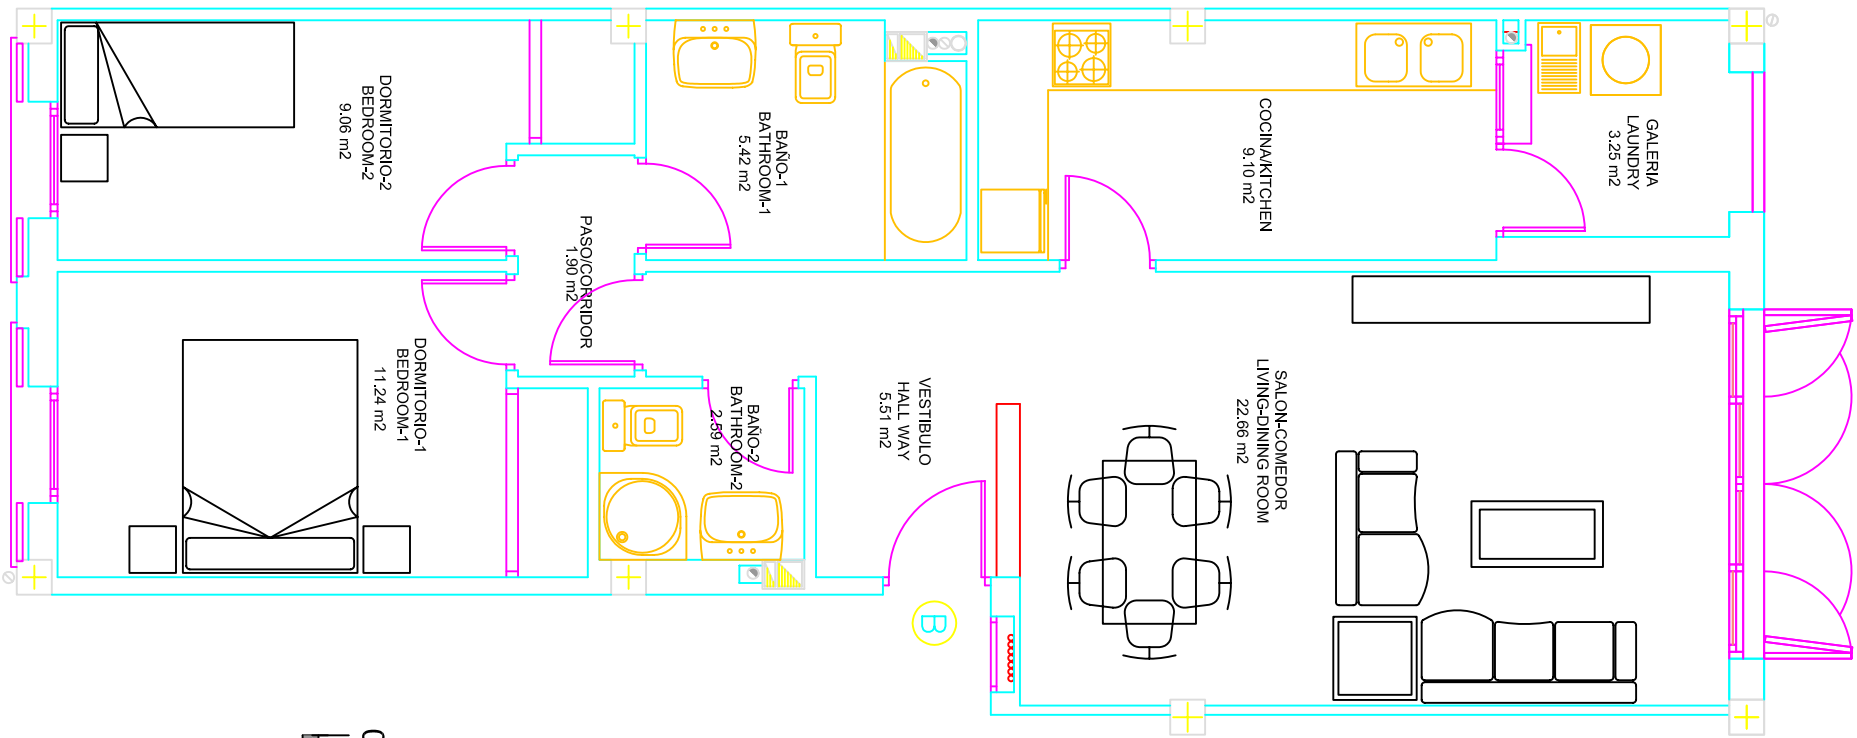 DORMITORIO-2
BEDROOM-2
9.06 m2
BAÑO-1
BATHROOM-1
5.42 m2
COCINA/KITCHEN
9.10 m2
GALERIA
LAUNDRY
3.25 m2
PASO/CORRIDOR
1.90 m2
DORMITORIO-1
BEDROOM-1
11.24 m2
BAÑO-2
BATHROOM-2
2.59 m2
VESTIBULO
HALL WAY
5.51 m2
SALON-COMEDOR
LIVING-DINING ROOM
22.66 m2
B